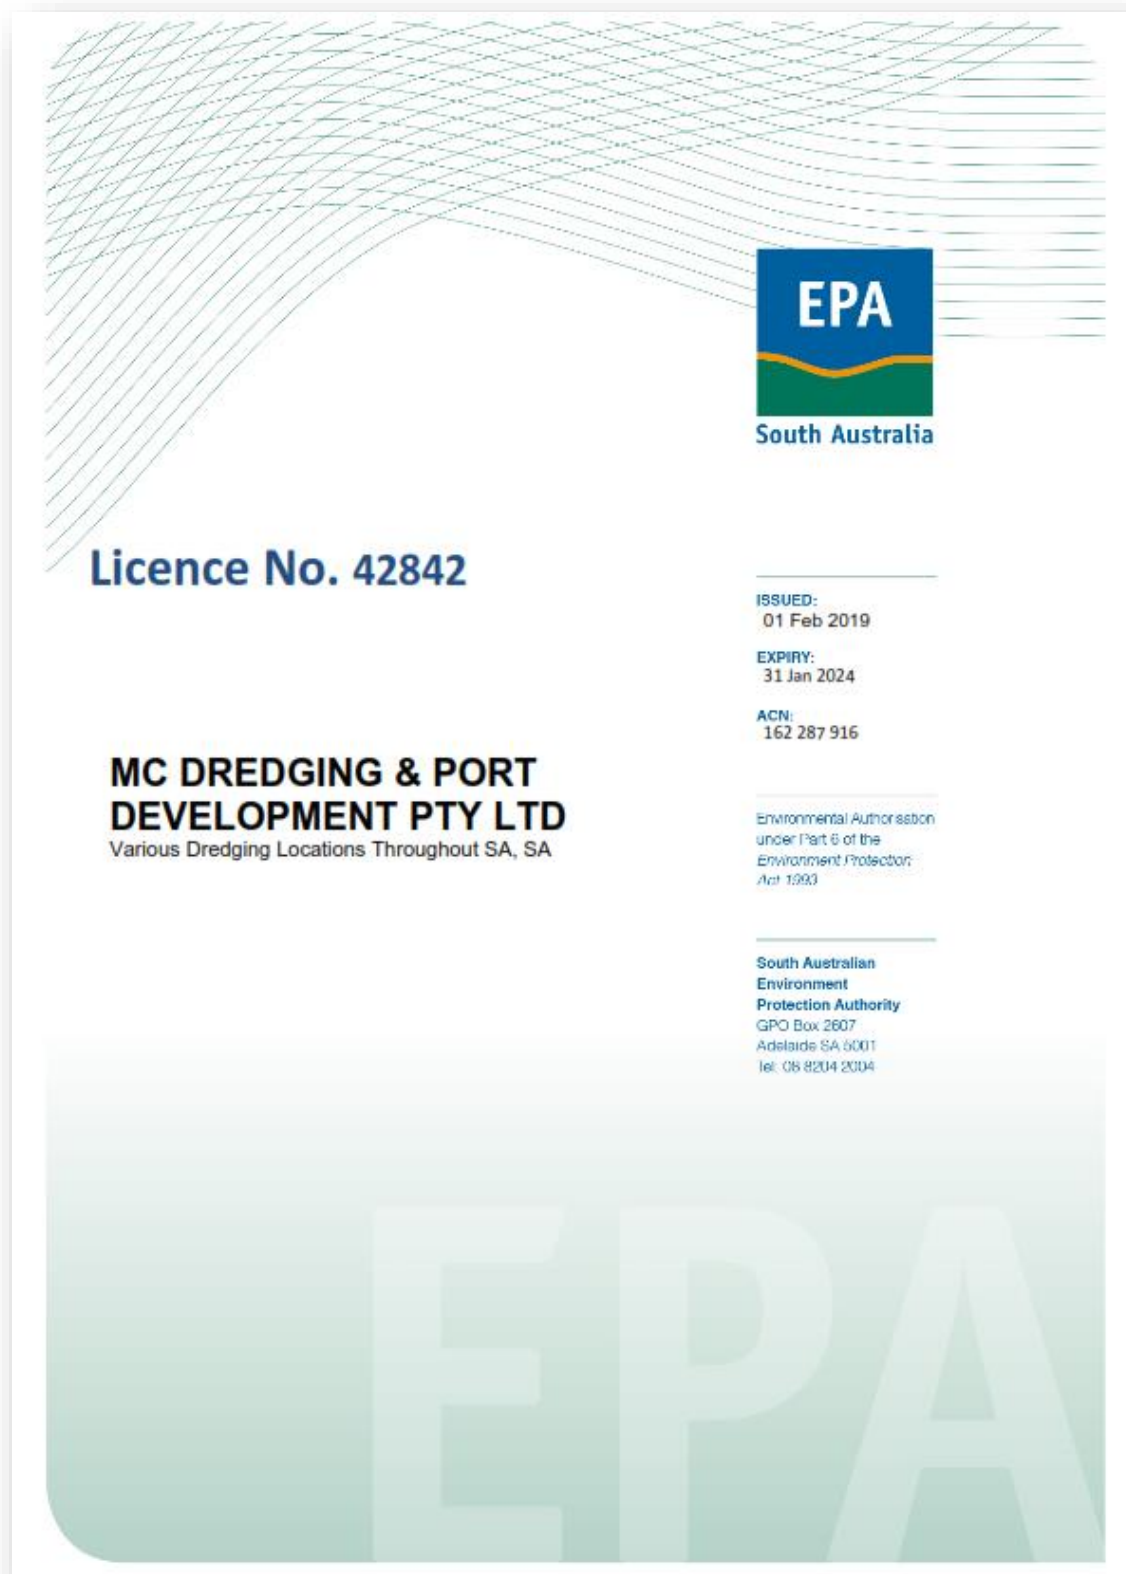 EPA
South Australia
Licence No. 42842
ISSUED:
01 Feb 2019
EXPIRY:
31 Jan 2024
ACN:
162 287 916
MC DREDGING & PORT
DEVELOPMENT PTY LTD
Various Dredging Locations Throughout SA, SA
Environmental Authorisation
under Part 6 of the
Environment Protection
Act 1993
South Australian
Environment
Protection Authority
GPO Box 2607
Adelaide SA 5001
Tel: 08 8204 2004
EPA